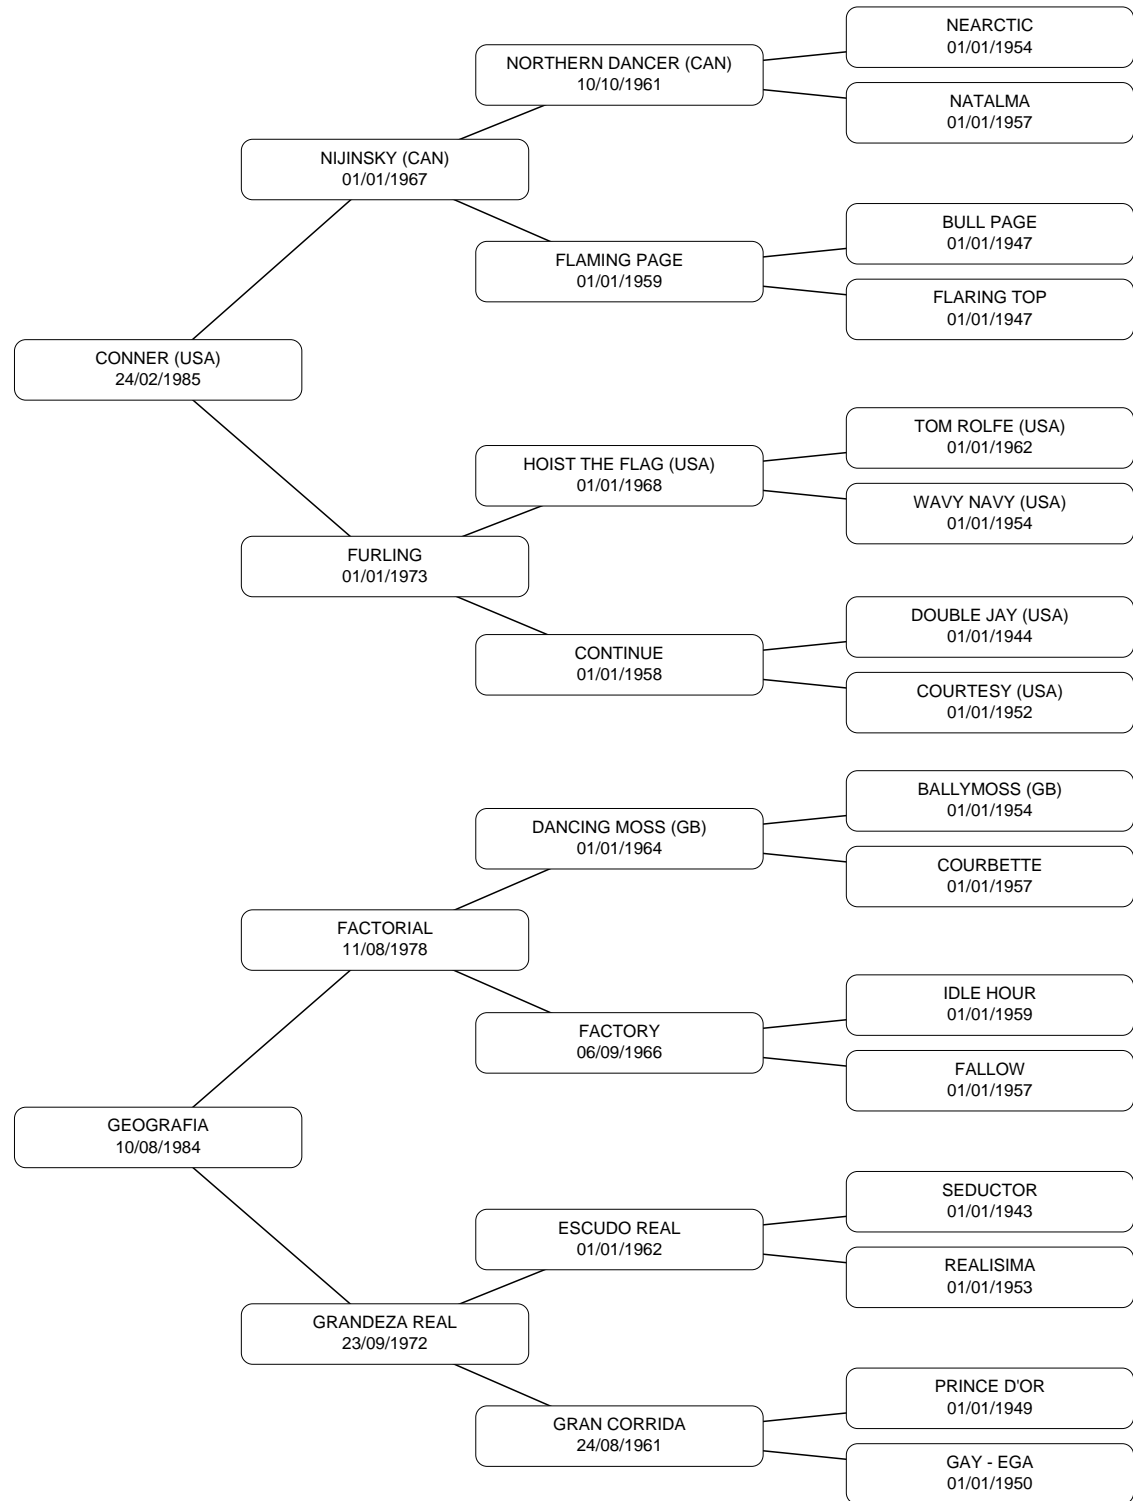 NEARCTIC
01/01/1954
NORTHERN DANCER (CAN)
10/10/1961
NATALMA
01/01/1957
NIJINSKY (CAN)
01/01/1967
BULL PAGE
01/01/1947
FLAMING PAGE
01/01/1959
FLARING TOP
01/01/1947
CONNER (USA)
24/02/1985
TOM ROLFE (USA)
01/01/1962
HOIST THE FLAG (USA)
01/01/1968
WAVY NAVY (USA)
01/01/1954
FURLING
01/01/1973
DOUBLE JAY (USA)
01/01/1944
CONTINUE
01/01/1958
COURTESY (USA)
01/01/1952
BALLYMOSS (GB)
01/01/1954
DANCING MOSS (GB)
01/01/1964
COURBETTE
01/01/1957
FACTORIAL
11/08/1978
IDLE HOUR
01/01/1959
FACTORY
06/09/1966
FALLOW
01/01/1957
GEOGRAFIA
10/08/1984
SEDUCTOR
01/01/1943
ESCUDO REAL
01/01/1962
REALISIMA
01/01/1953
GRANDEZA REAL
23/09/1972
PRINCE D'OR
01/01/1949
GRAN CORRIDA
24/08/1961
GAY - EGA
01/01/1950